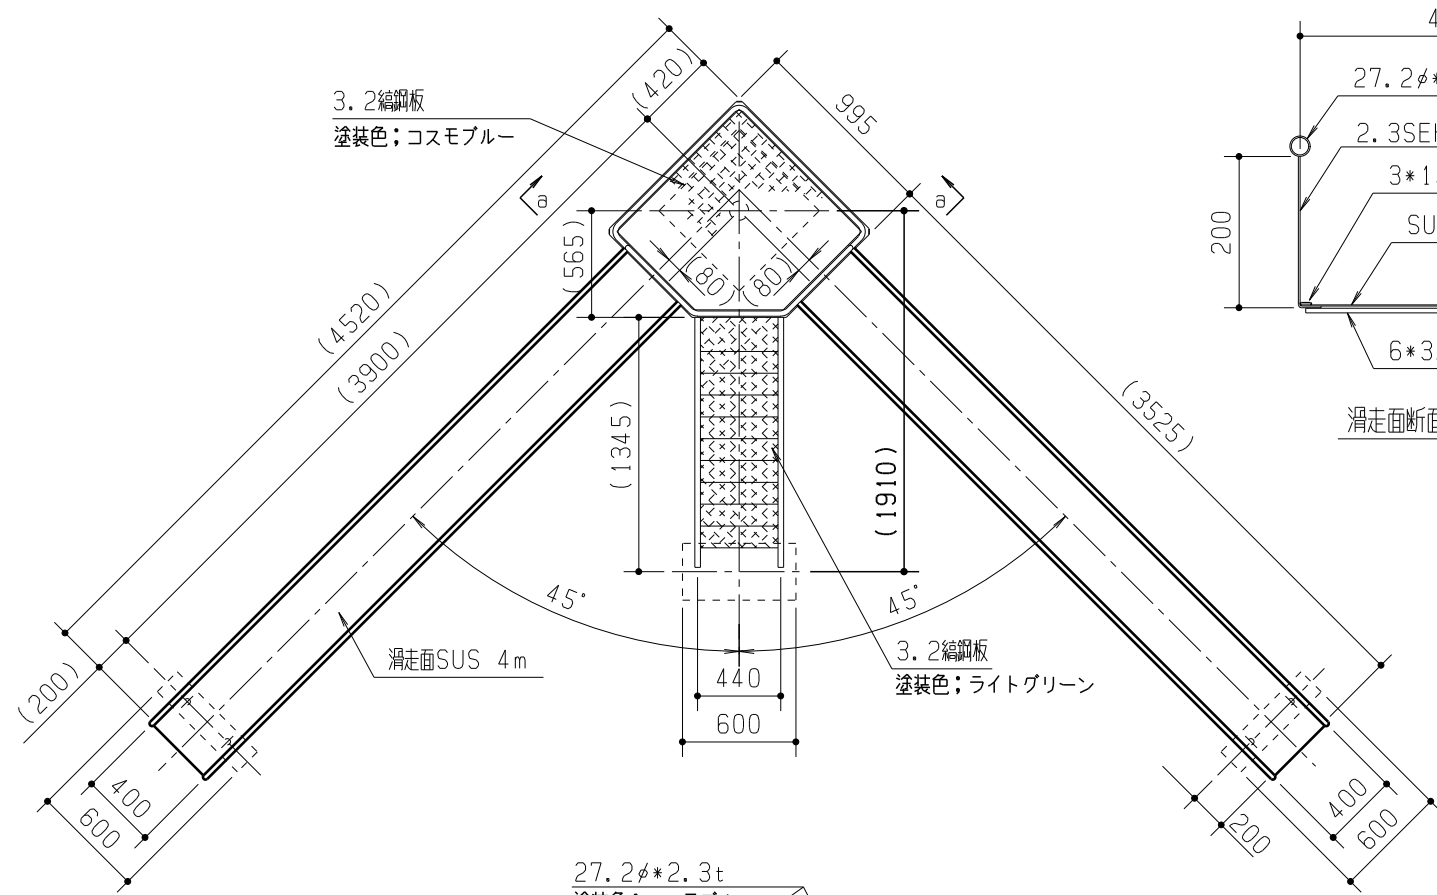 3.2縞鋼板
塗装色；コスモブルー
(420)
995
a
a
(565)
(80)
(80)
(4520)
(3900)
(1345)
(1910)
(3525)
45°
45°
滑走面SUS 4m
3.2縞鋼板
塗装色；ライトグリーン
440
600
(200)
400
600
400
600
200
27.2φ*2.3t
27.2φ*
2.3SE
3*1
SU
200
6*3
滑走面断面
4